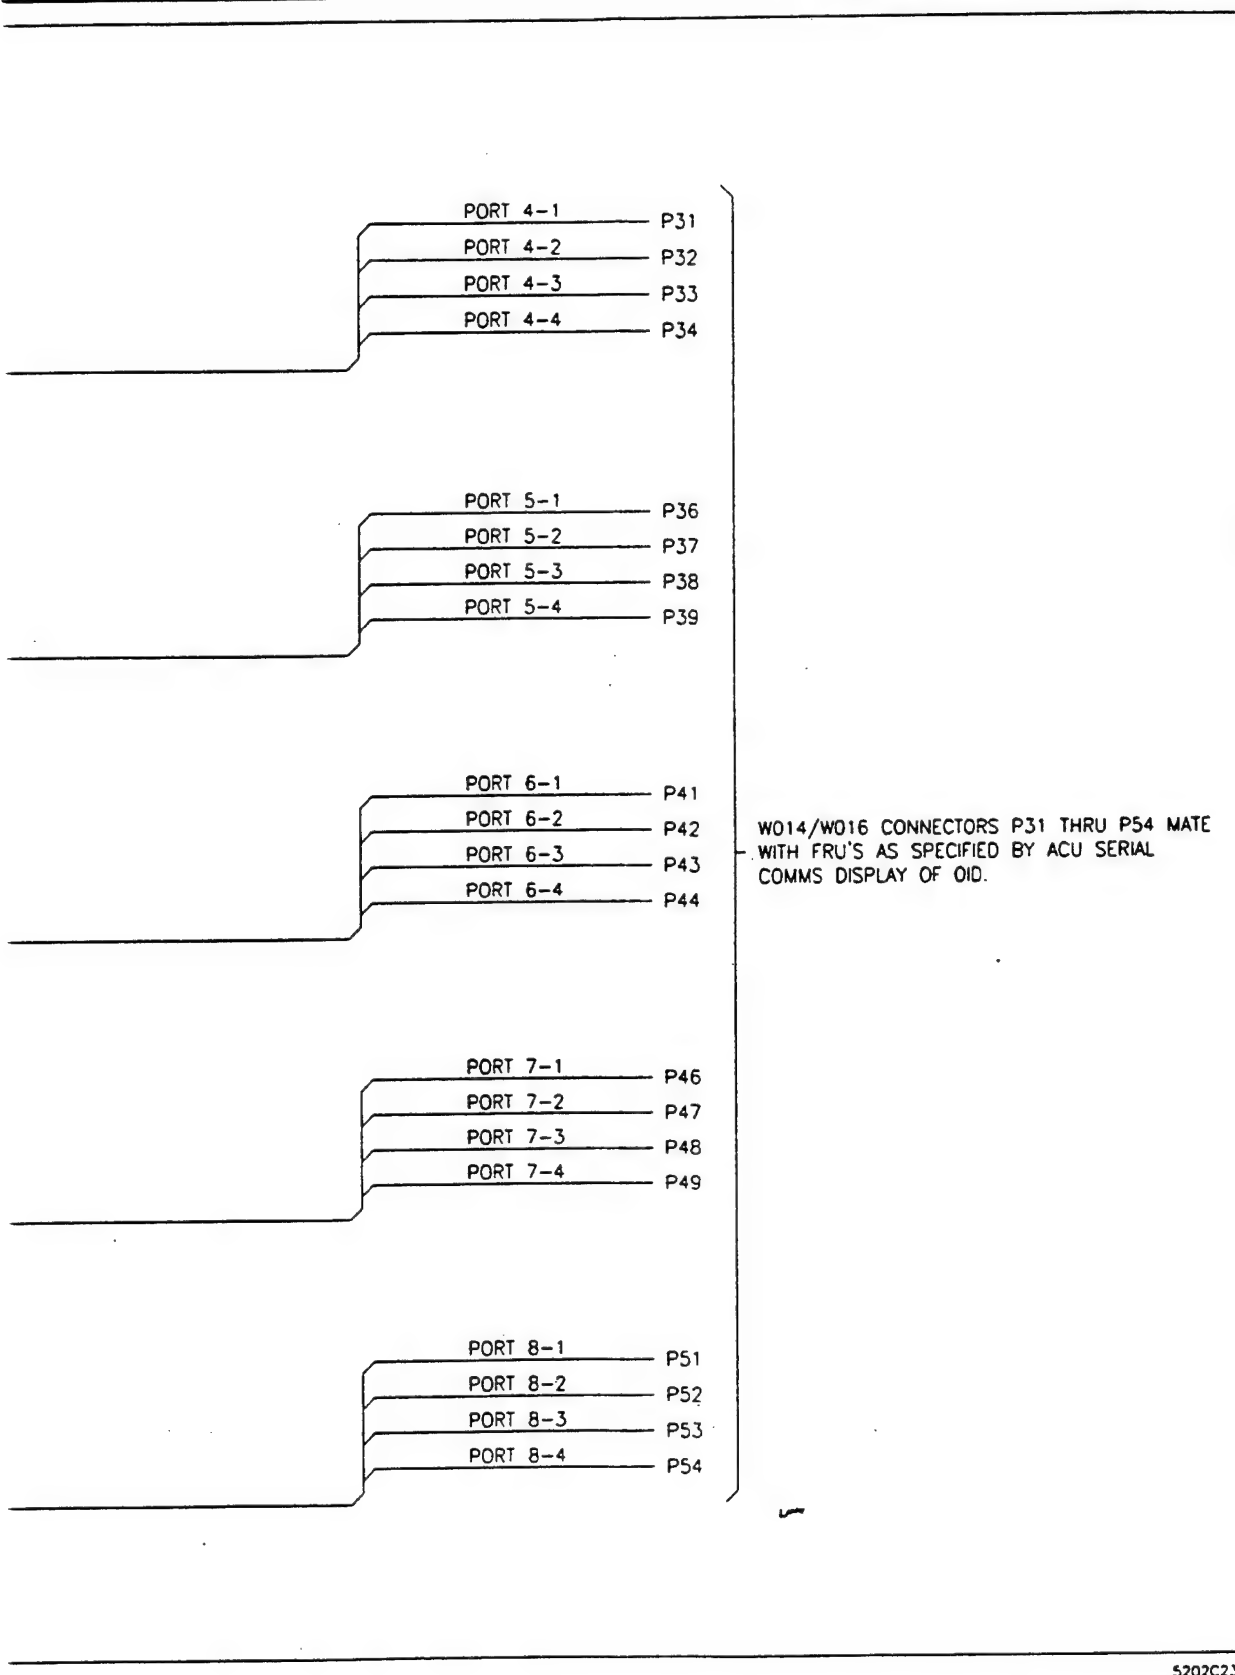 PORT 4-1 P31
PORT 4-2 P32
PORT 4-3 P33
PORT 4-4 P34
PORT 5-1 P36
PORT 5-2 P37
PORT 5-3 P38
PORT 5-4 P39
PORT 6-1 P41
PORT 6-2 P42
PORT 6-3 P43
PORT 6-4 P44
W014/W016 CONNECTORS P31 THRU P54 MATE
WITH FRU'S AS SPECIFIED BY ACU SERIAL
COMMS DISPLAY OF OID.
PORT 7-1 P46
PORT 7-2 P47
PORT 7-3 P48
PORT 7-4 P49
PORT 8-1 P51
PORT 8-2 P52
PORT 8-3 P53
PORT 8-4 P54
5202C23